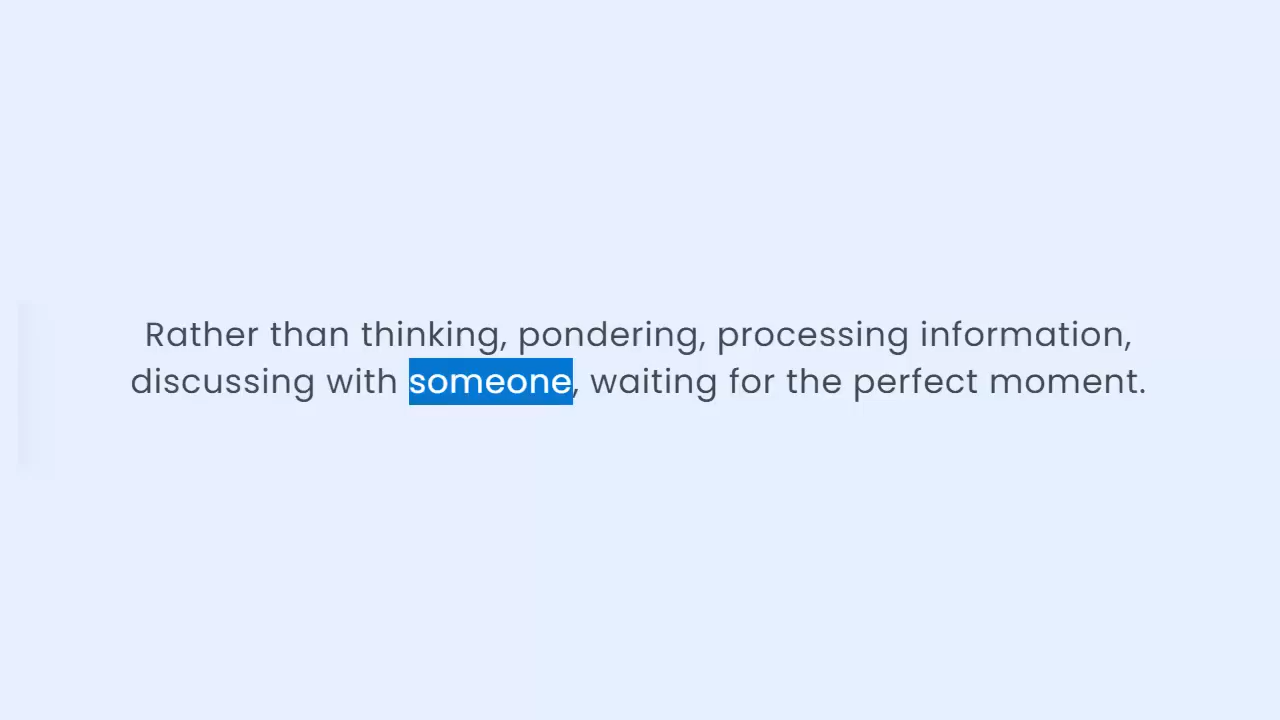 Rather than thinking, pondering, processing information,
discussing with someone, waiting for the perfect moment.